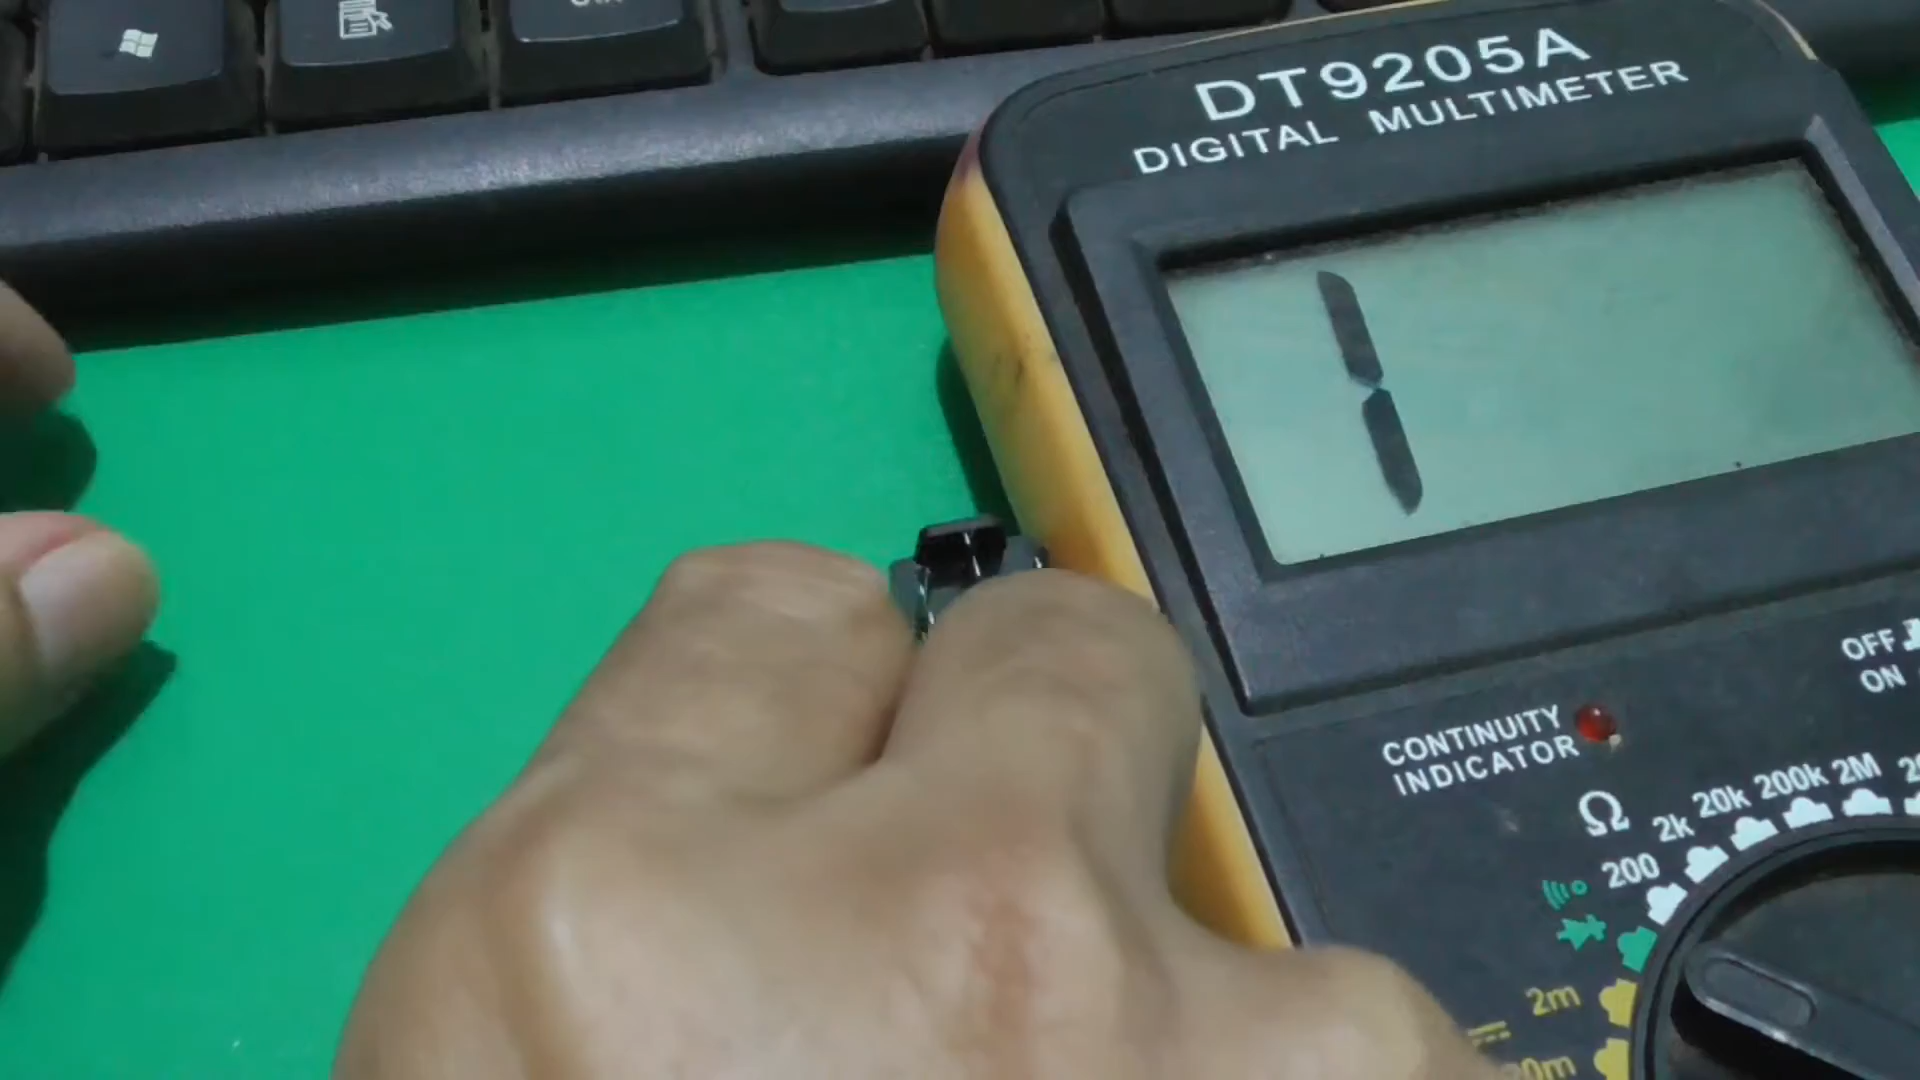 DT9205A
DIGITAL MULTIMETER
1
OFF
ON
CONTINUITY
INDICATOR
Ω
200
2k
20k
200k
2M
2m